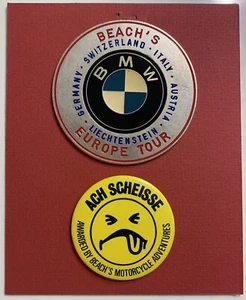 BEACH'S
GERMANY · SWITZERLAND · ITALY · AUSTRIA · LIECHTENSTEIN
BMW
EUROPE TOUR
ACH SCHEISSE
AWARDED BY BEACH'S MOTORCYCLE ADVENTURES